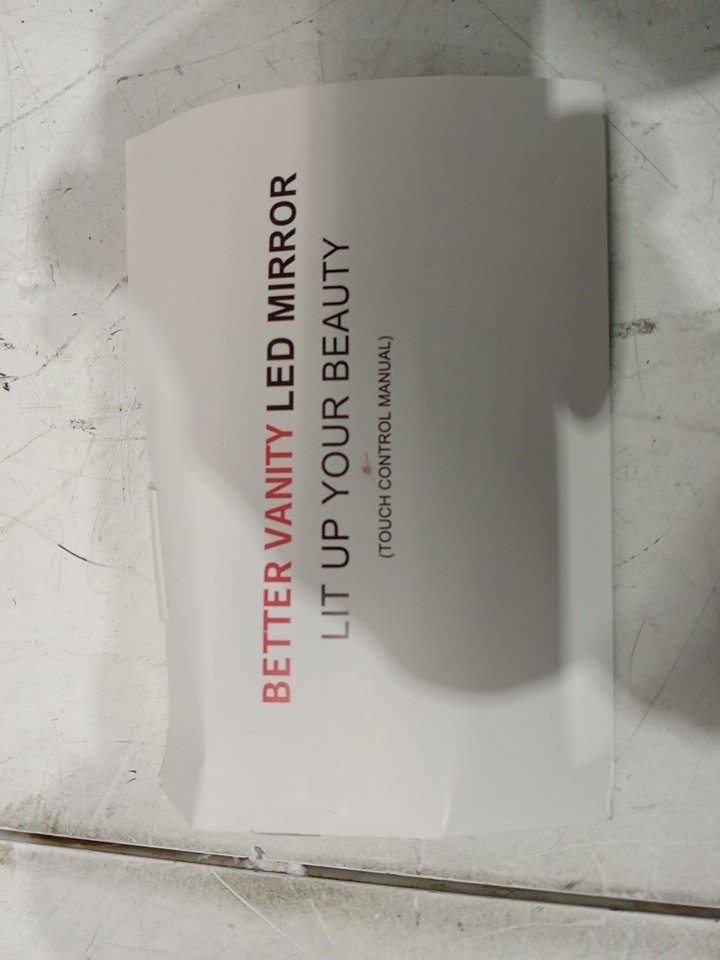 BETTER VANITY LED MIRROR
LIT UP YOUR BEAUTY
(TOUCH CONTROL MANUAL)